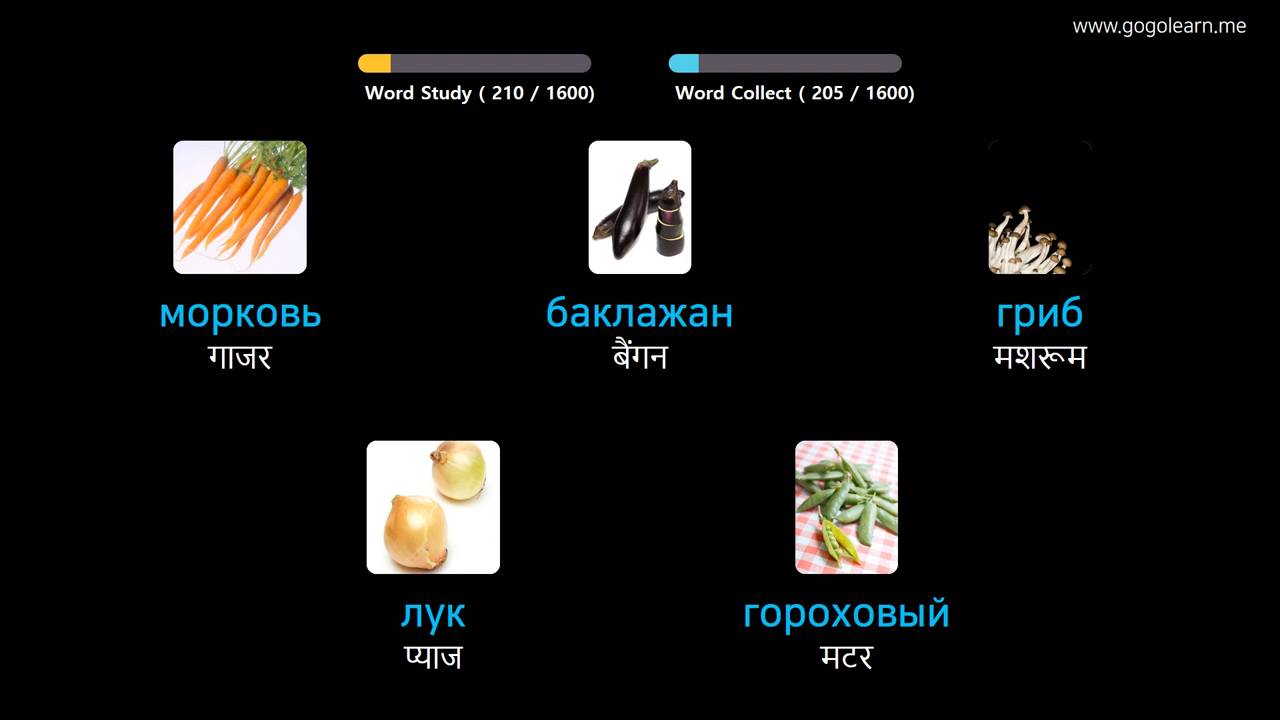 www.gogolearn.me
Word Study ( 210 / 1600)
Word Collect ( 205 / 1600)
морковь
गाजर
баклажан
बैंगन
гриб
मशरूम
лук
प्याज
гороховый
मटर